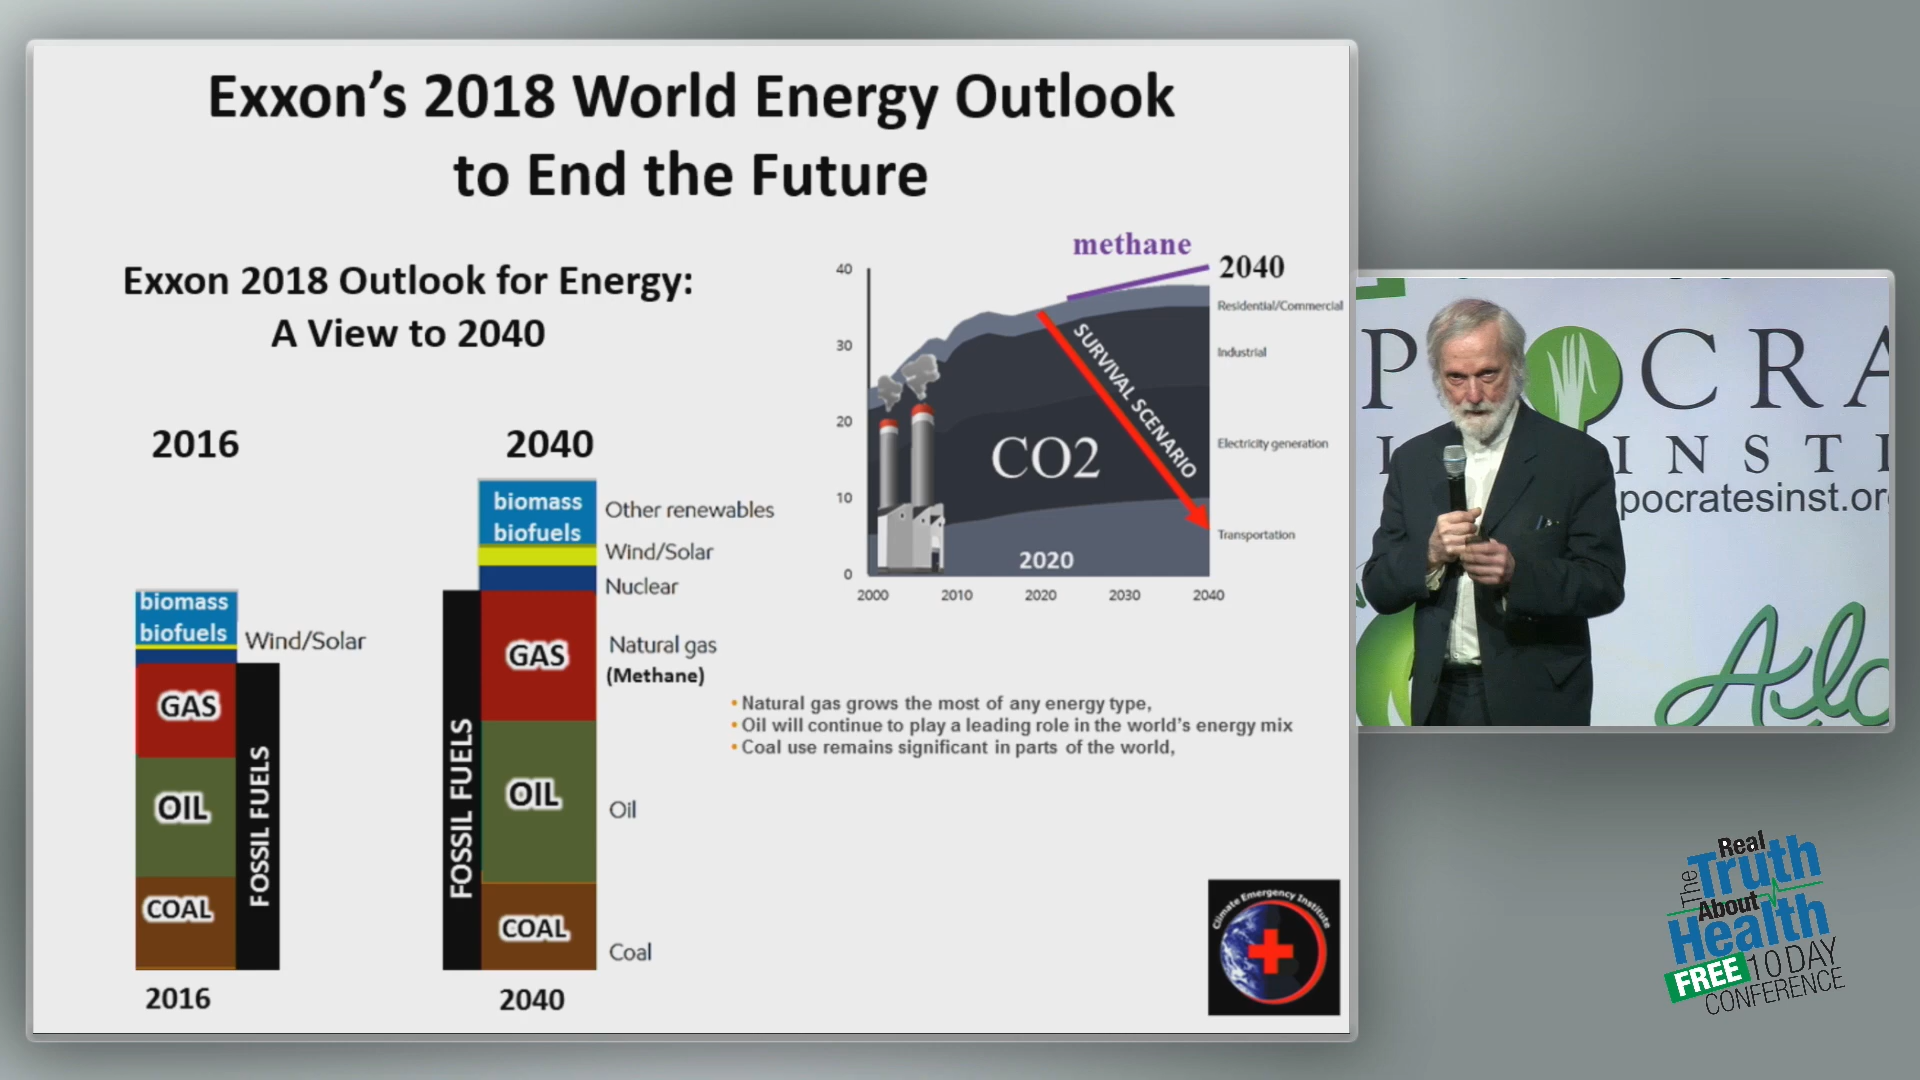 Exxon's 2018 World Energy Outlook
to End the Future
Exxon 2018 Outlook for Energy:
A View to 2040
2016
2040
biomass
biofuels
Wind/Solar
GAS
OIL
COAL
FOSSIL FUELS
2016
FOSSIL FUELS
biomass
biofuels
GAS
OIL
COAL
2040
Other renewables
Wind/Solar
Nuclear
Natural gas
(Methane)
Oil
Coal
methane
2040
40
30
20
10
0
SURVIVAL SCENARIO
CO2
2020
2000 2010 2020 2030 2040
Residential/Commercial
Industrial
Electricity generation
Transportation
• Natural gas grows the most of any energy type,
• Oil will continue to play a leading role in the world's energy mix
• Coal use remains significant in parts of the world,
Climate Emergency Institute
POCRA
INSTI
pocratesinst.or
Alo
The Real
Truth
About
Health
FREE 10 DAY
CONFERENCE